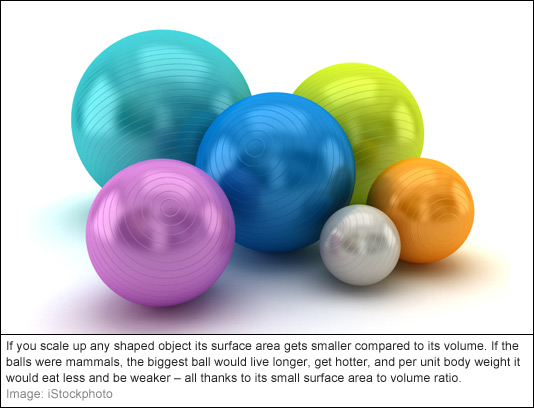 If you scale up any shaped object its surface area gets smaller compared to its volume. If the
balls were mammals, the biggest ball would live longer, get hotter, and per unit body weight it
would eat less and be weaker – all thanks to its small surface area to volume ratio.
Image: iStockphoto